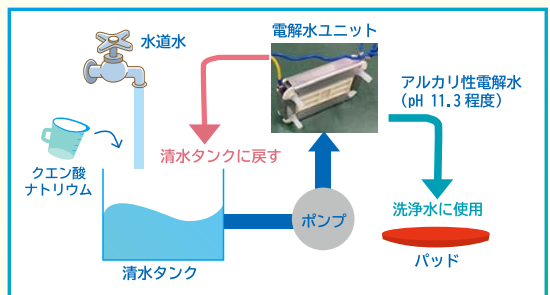 水道水
電解水ユニット
アルカリ性電解水
(pH 11.3 程度)
クエン酸
ナトリウム
清水タンクに戻す
ポンプ
洗浄水に使用
清水タンク
パッド